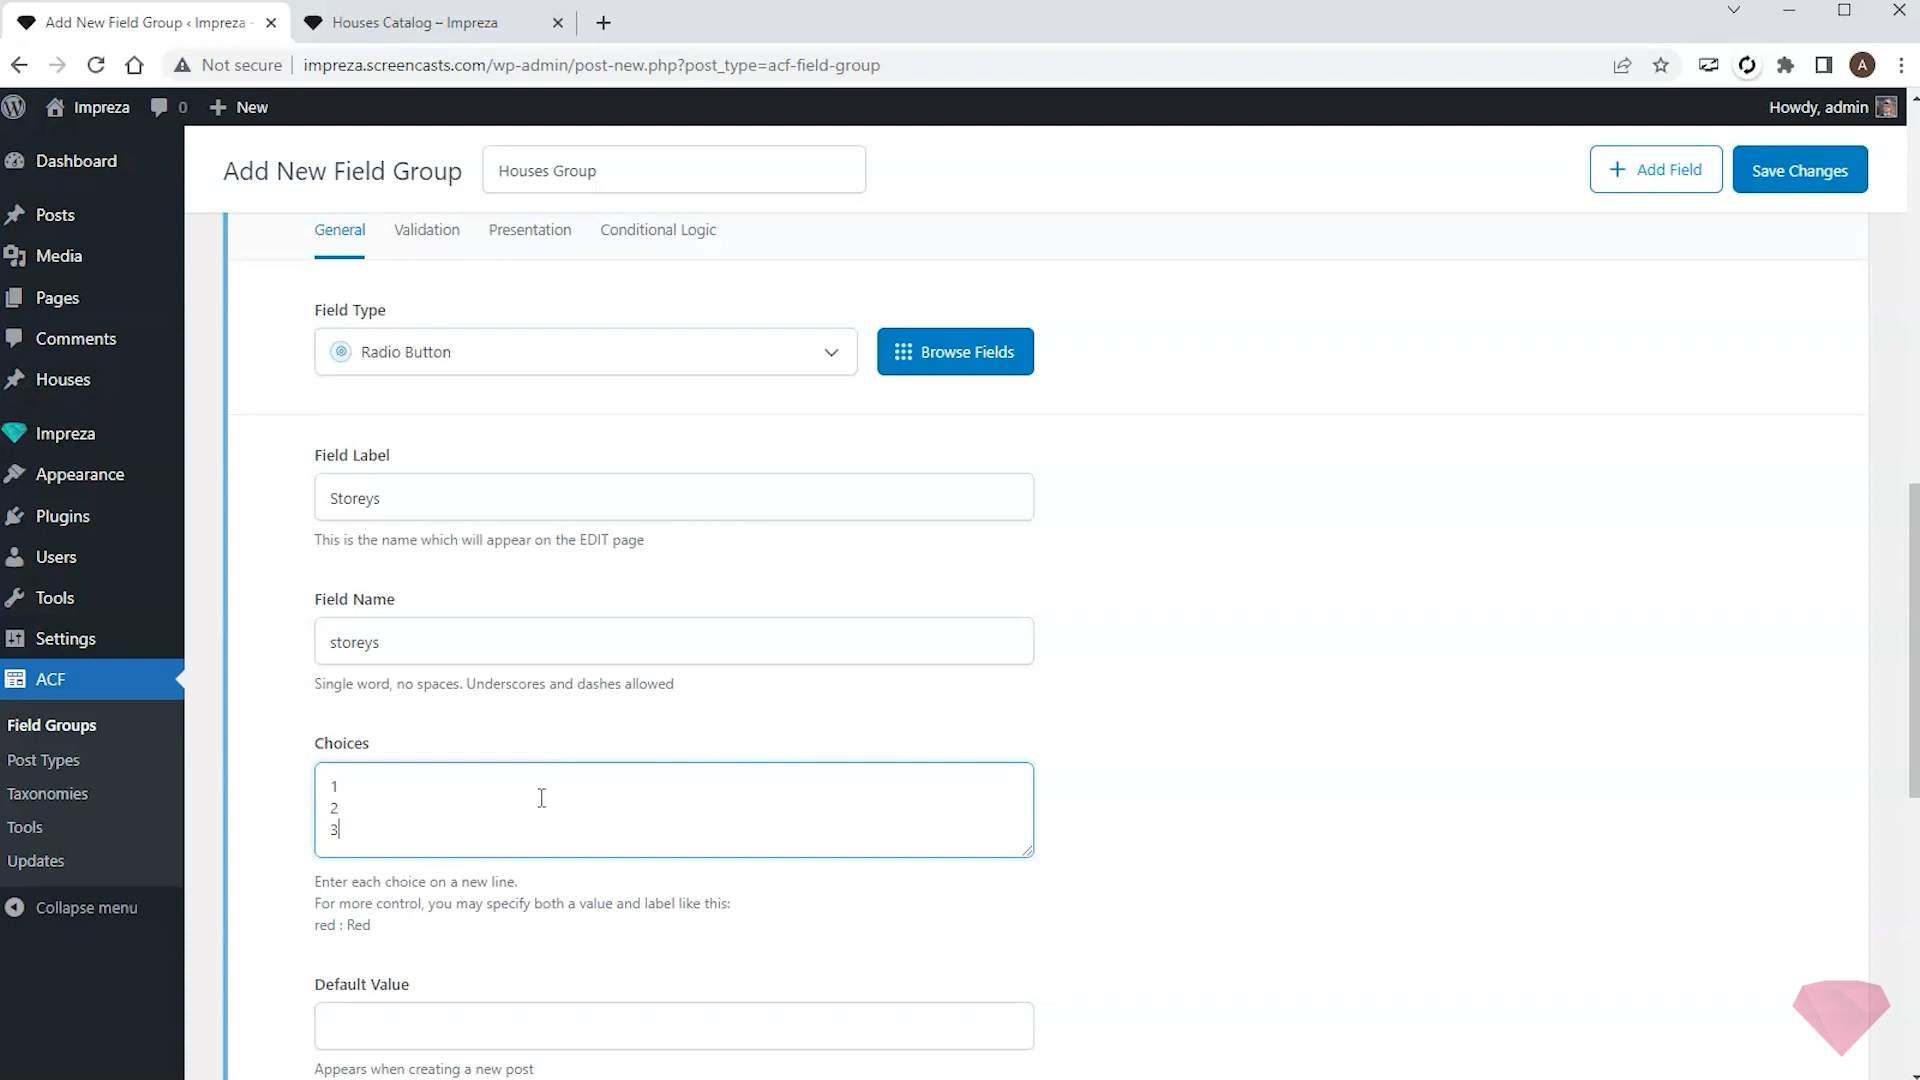 Add New Field Group ‹ Impreza -
Houses Catalog – Impreza
Not secure
impreza.screencasts.com/wp-admin/post-new.php?post_type=acf-field-group
A
Impreza
0
New
Howdy, admin
Dashboard
Posts
Media
Pages
Comments
Houses
Impreza
Appearance
Plugins
Users
Tools
Settings
ACF
Field Groups
Post Types
Taxonomies
Tools
Updates
Collapse menu
Add New Field Group
Houses Group
Add Field
Save Changes
General
Validation
Presentation
Conditional Logic
Field Type
Radio Button
Browse Fields
Field Label
Storeys
This is the name which will appear on the EDIT page
Field Name
storeys
Single word, no spaces. Underscores and dashes allowed
Choices
1
2
3
Enter each choice on a new line.
For more control, you may specify both a value and label like this:
red : Red
Default Value
Appears when creating a new post